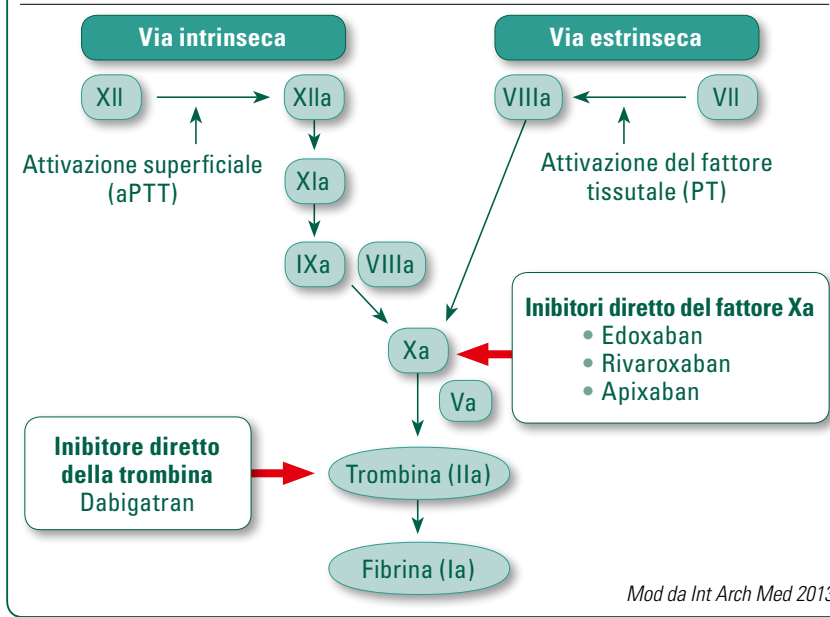 Via intrinseca
Via estrinseca
XII
XIIa
VIIIa
VII
Attivazione superficiale
(aPTT)
Attivazione del fattore
tissutale (PT)
XIa
IXa
VIIIa
Xa
Va
Inibitori diretto del fattore Xa
• Edoxaban
• Rivaroxaban
• Apixaban
Inibitore diretto
della trombina
Dabigatran
Trombina (IIa)
Fibrina (Ia)
Mod da Int Arch Med 2013